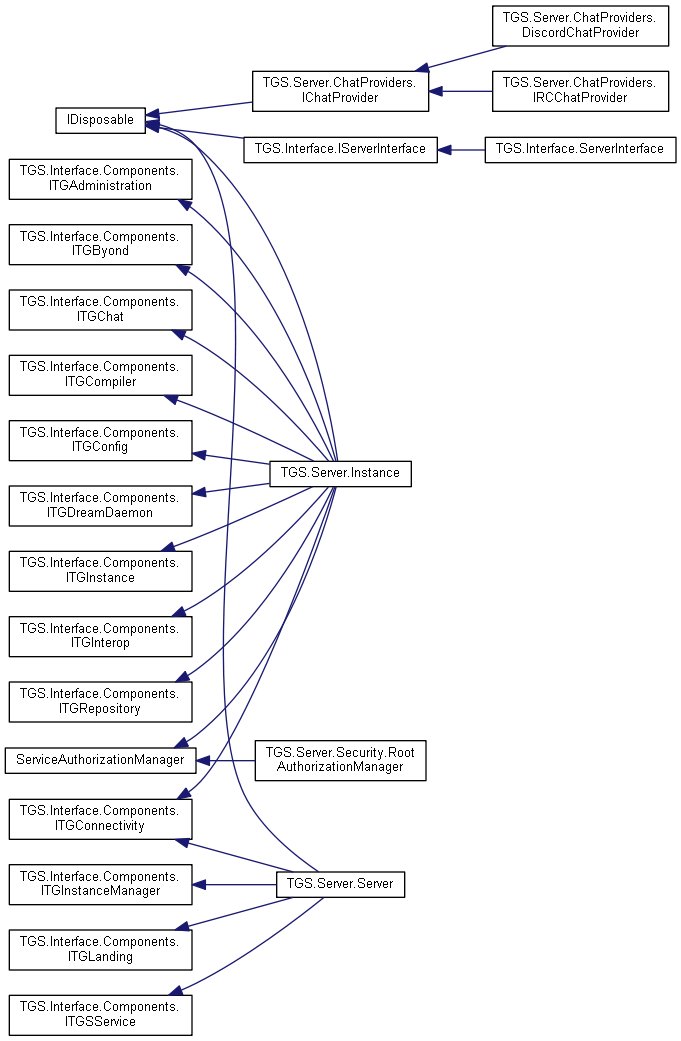 TGS.Server.ChatProviders.
DiscordChatProvider
TGS.Server.ChatProviders.
IChatProvider
TGS.Server.ChatProviders.
IRCChatProvider
IDisposable
TGS.Interface.IServerInterface
TGS.Interface.ServerInterface
TGS.Interface.Components.
ITGAdministration
TGS.Interface.Components.
ITGByond
TGS.Interface.Components.
ITGChat
TGS.Interface.Components.
ITGCompiler
TGS.Interface.Components.
ITGConfig
TGS.Server.Instance
TGS.Interface.Components.
ITGDreamDaemon
TGS.Interface.Components.
ITGInstance
TGS.Interface.Components.
ITGInterop
TGS.Interface.Components.
ITGRepository
ServiceAuthorizationManager
TGS.Server.Security.Root
AuthorizationManager
TGS.Interface.Components.
ITGConnectivity
TGS.Interface.Components.
ITGInstanceManager
TGS.Server.Server
TGS.Interface.Components.
ITGLanding
TGS.Interface.Components.
ITGSService